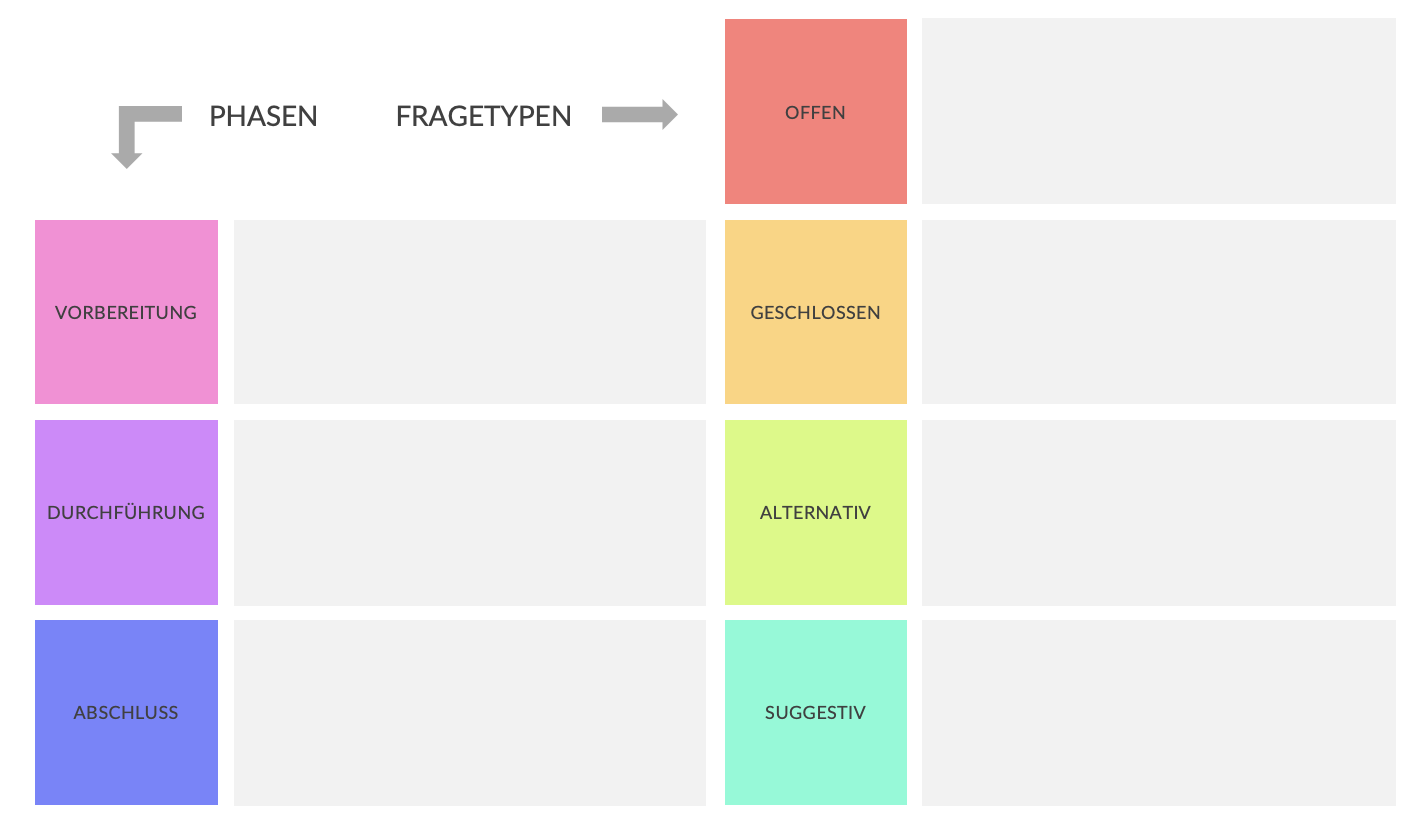 PHASEN
FRAGETYPEN
OFFEN
VORBEREITUNG
GESCHLOSSEN
DURCHFÜHRUNG
ALTERNATIV
ABSCHLUSS
SUGGESTIV